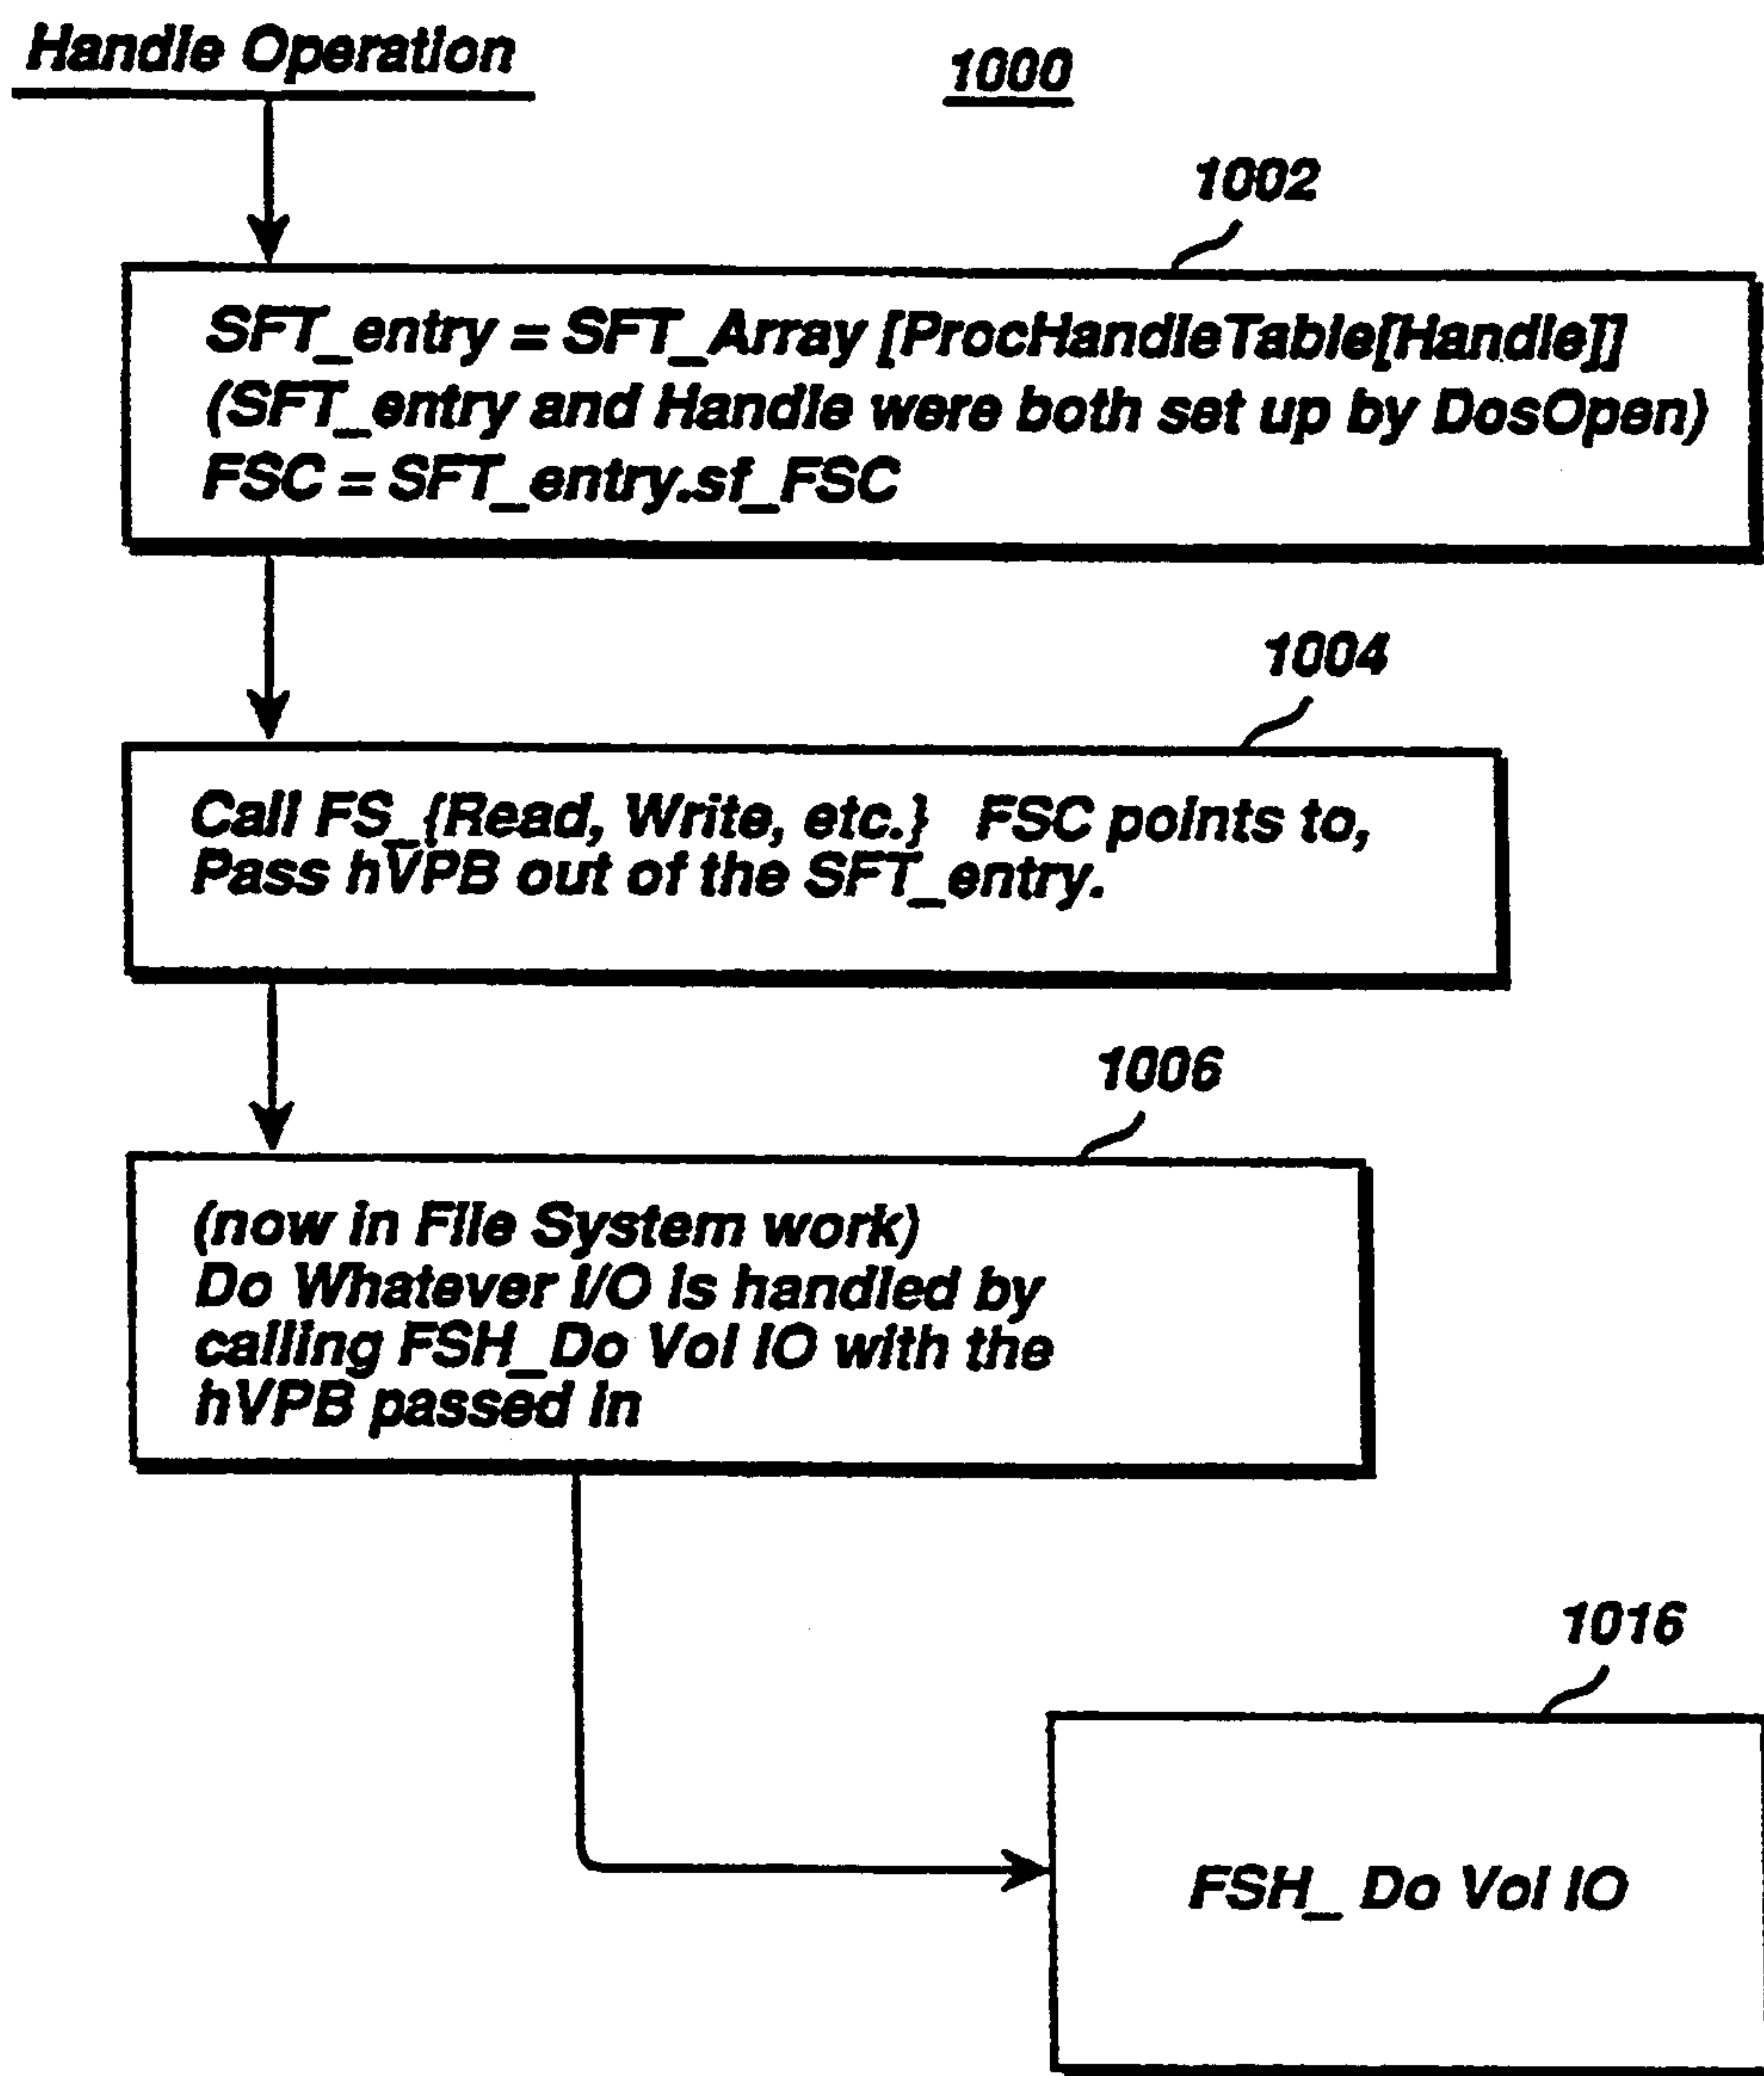 Handle Operation
1000
1002
SFT_entry = SFT_Array [ProcHandleTable[Handle]]
(SFT_entry and Handle were both set up by DosOpen)
FSC = SFT_entry.sf_FSC
1004
Call FS_{Read, Write, etc.} FSC points to,
Pass hVPB out of the SFT_entry.
1006
(now in File System work)
Do Whatever I/O is handled by
calling FSH_Do Vol IO with the
hVPB passed in
1016
FSH_ Do Vol IO